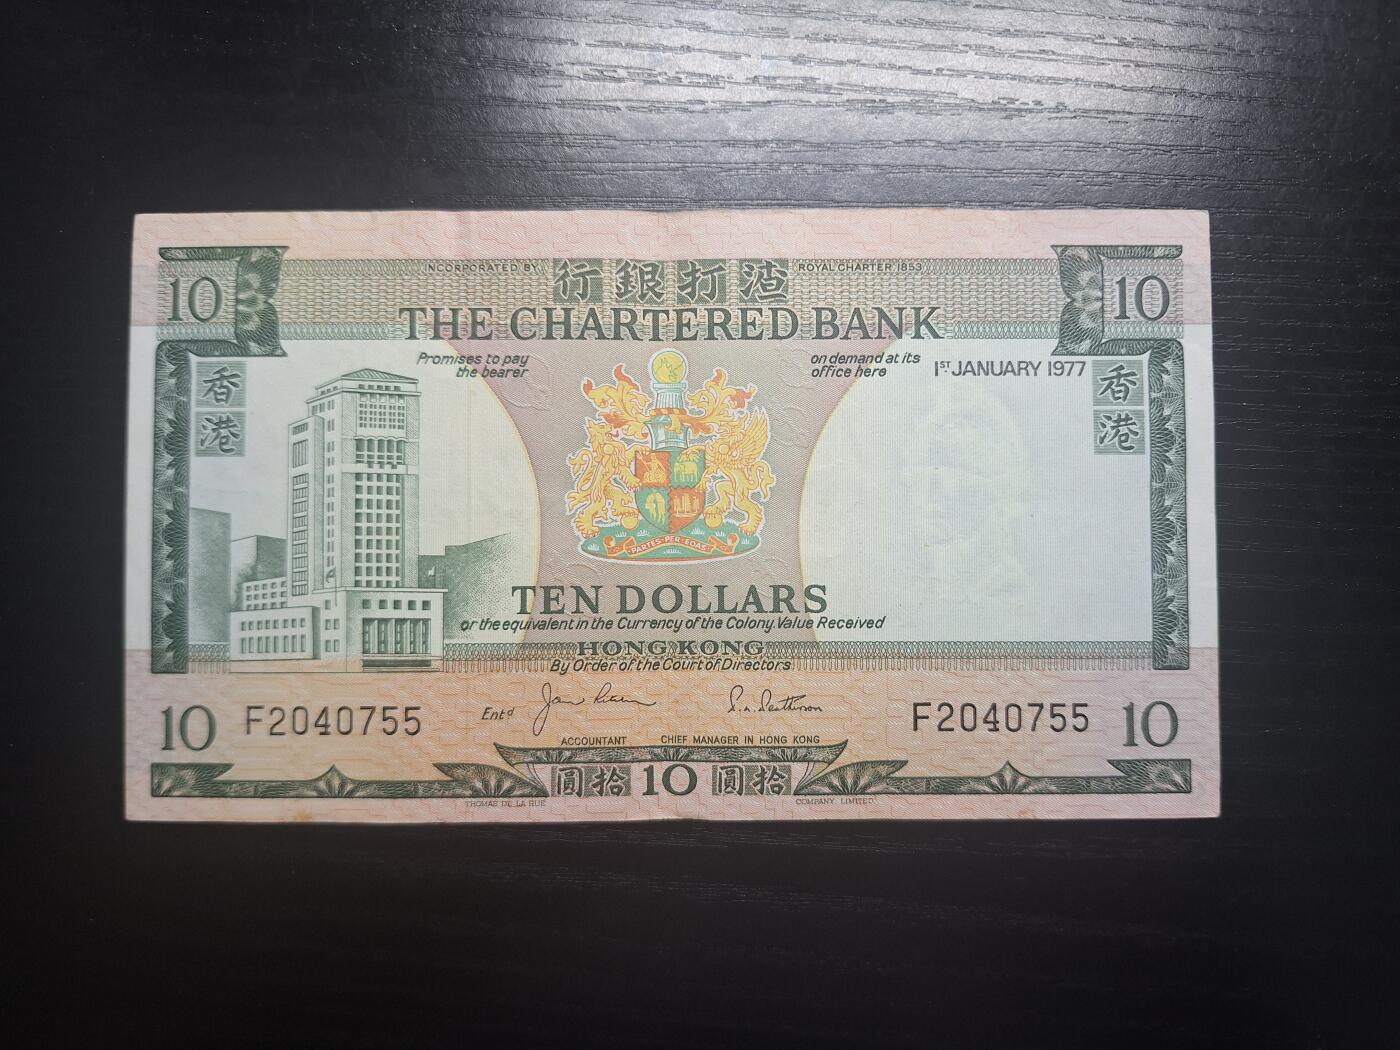 INCORPORATED BY 行銀打渣 ROYAL CHARTER 1853
10 THE CHARTERED BANK 10
Promises to pay
the bearer
on demand at its
office here
1ST JANUARY 1977
香港
香港
PACTES·PER·EOAS
TEN DOLLARS
or the equivalent in the Currency of the Colony. Value Received
HONG KONG
By Order of the Court of Directors
10 F2040755 Entd F2040755 10
ACCOUNTANT CHIEF MANAGER IN HONG KONG
圓拾 10 圓拾
THOMAS DE LA RUE COMPANY, LIMITED.